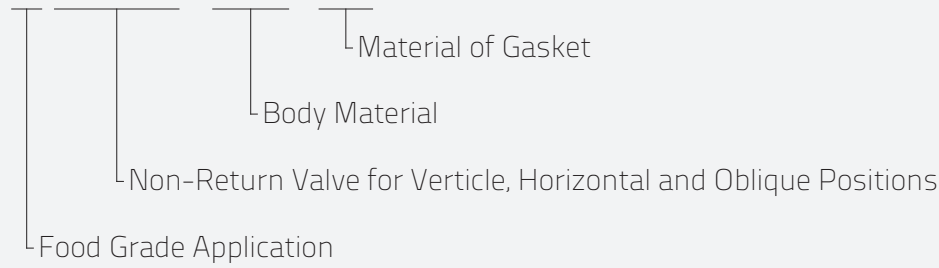 Material of Gasket
Body Material
Non-Return Valve for Verticle, Horizontal and Oblique Positions
Food Grade Application